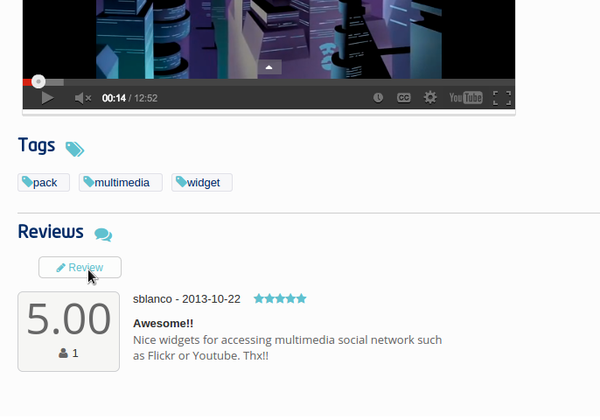 00:14 / 12:52
CC
YouTube
Tags
pack
multimedia
widget
Reviews
Review
5.00
1
sblanco - 2013-10-22
Awesome!!
Nice widgets for accessing multimedia social network such
as Flickr or Youtube. Thx!!